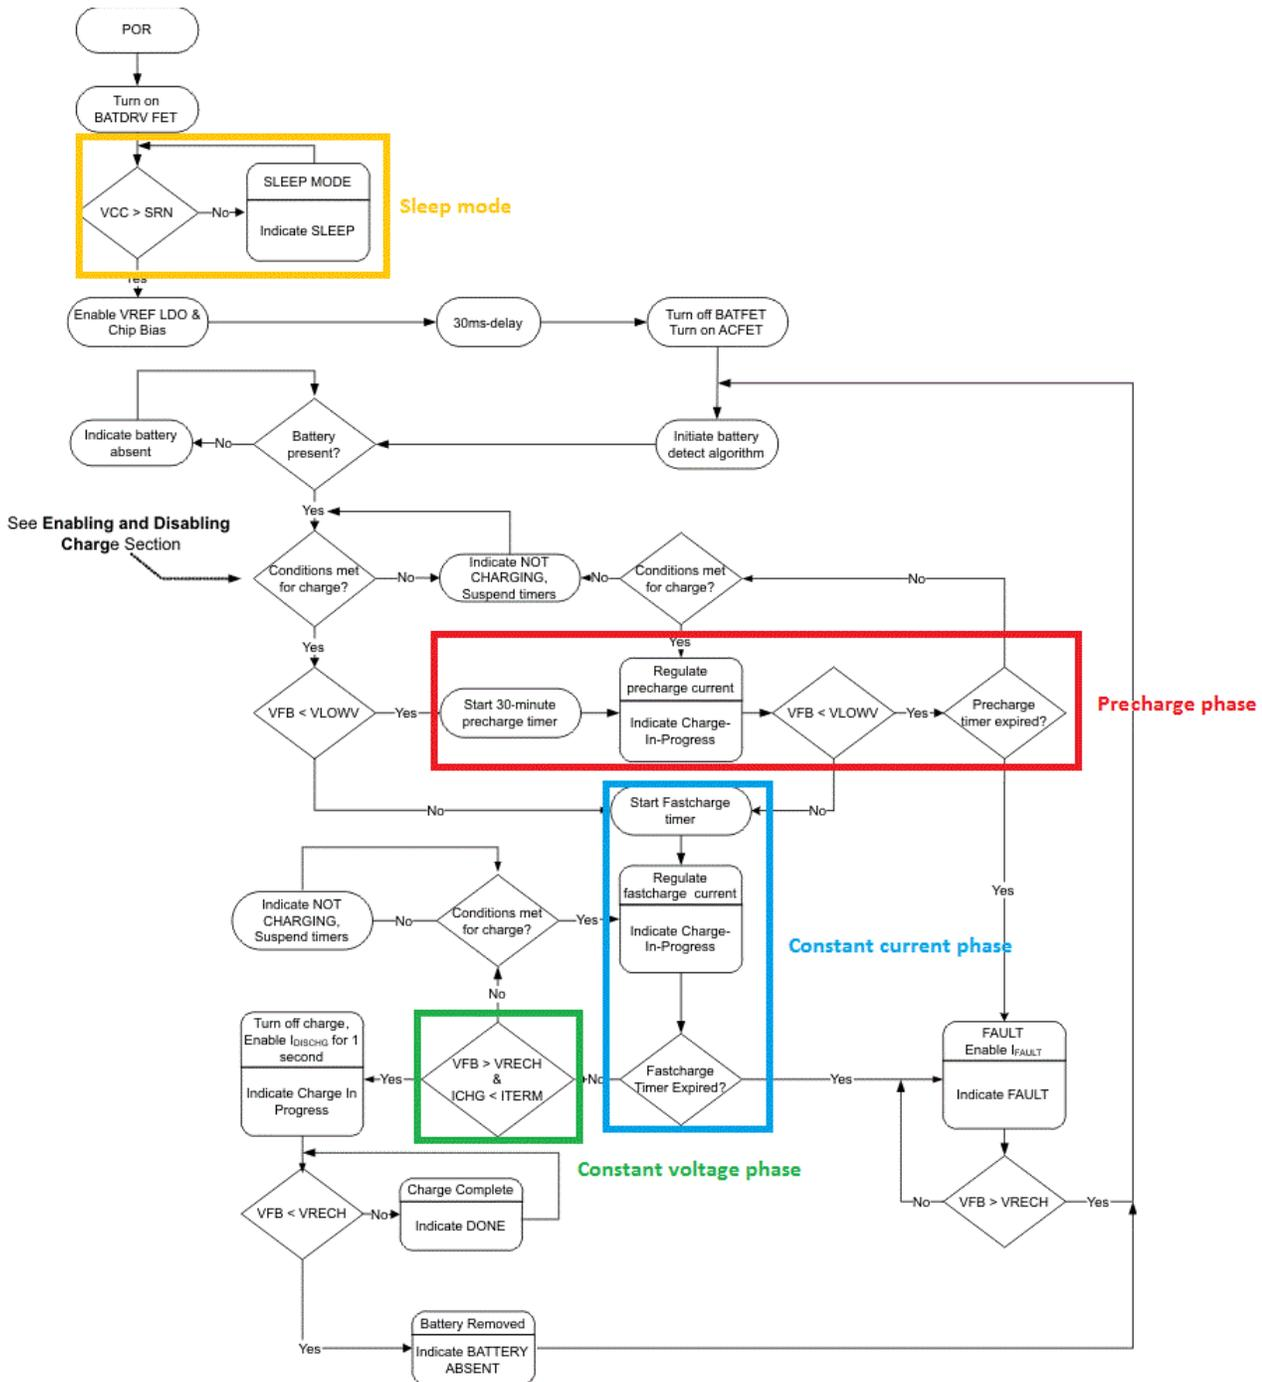 POR
Turn on
BATDRV FET
VCC > SRN
No
SLEEP MODE
Indicate SLEEP
Sleep mode
Yes
Enable VREF LDO &
Chip Bias
30ms-delay
Turn off BATFET
Turn on ACFET
Indicate battery
absent
No
Battery
present?
Initiate battery
detect algorithm
Yes
See Enabling and Disabling
Charge Section
Conditions met
for charge?
No
Indicate NOT
CHARGING,
Suspend timers
No
Conditions met
for charge?
No
Yes
Yes
VFB < VLOWV
Yes
Start 30-minute
precharge timer
Regulate
precharge current
Indicate Charge-
In-Progress
VFB < VLOWV
Yes
Precharge
timer expired?
Precharge phase
No
Start Fastcharge
timer
No
Yes
Indicate NOT
CHARGING,
Suspend timers
No
Conditions met
for charge?
Yes
Regulate
fastcharge current
Indicate Charge-
In-Progress
Constant current phase
No
Turn off charge,
Enable IDISCHG for 1
second
Indicate Charge In
Progress
Yes
VFB > VRECH
&
ICHG < ITERM
No
Fastcharge
Timer Expired?
Yes
FAULT
Enable IFAULT
Indicate FAULT
Constant voltage phase
VFB < VRECH
No
Charge Complete
Indicate DONE
No
VFB > VRECH
Yes
Yes
Battery Removed
Indicate BATTERY
ABSENT